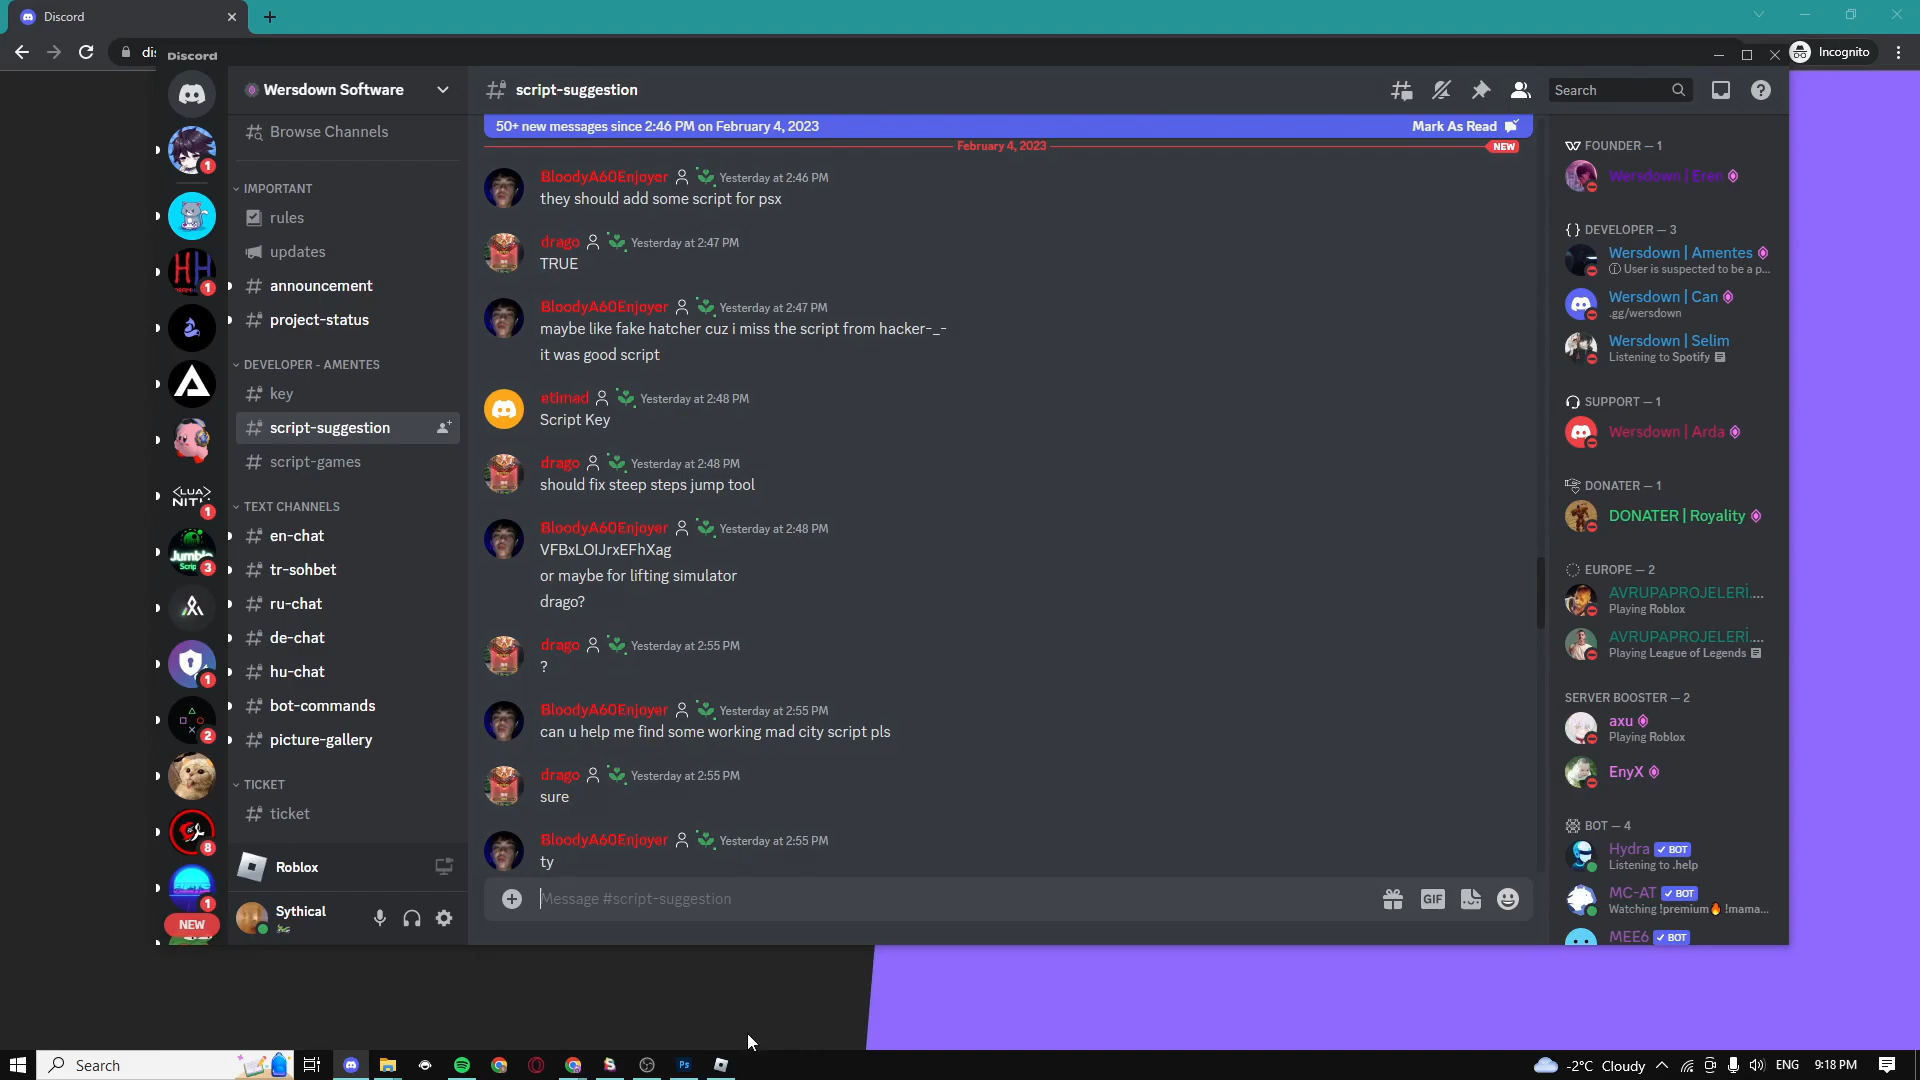 Discord
Incognito
Discord
Wersdown Software
Browse Channels
IMPORTANT
rules
updates
announcement
project-status
DEVELOPER - AMENTES
key
script-suggestion
script-games
TEXT CHANNELS
en-chat
tr-sohbet
ru-chat
de-chat
hu-chat
bot-commands
picture-gallery
TICKET
ticket
Roblox
Sythical
NEW
script-suggestion
Search
50+ new messages since 2:46 PM on February 4, 2023
Mark As Read
February 4, 2023
NEW
BloodyA60Enjoyer Yesterday at 2:46 PM
they should add some script for psx
drago Yesterday at 2:47 PM
TRUE
BloodyA60Enjoyer Yesterday at 2:47 PM
maybe like fake hatcher cuz i miss the script from hacker-_-
it was good script
etimad Yesterday at 2:48 PM
Script Key
drago Yesterday at 2:48 PM
should fix steep steps jump tool
BloodyA60Enjoyer Yesterday at 2:48 PM
VFBxLOIJrxEFhXag
or maybe for lifting simulator
drago?
drago Yesterday at 2:55 PM
?
BloodyA60Enjoyer Yesterday at 2:55 PM
can u help me find some working mad city script pls
drago Yesterday at 2:55 PM
sure
BloodyA60Enjoyer Yesterday at 2:55 PM
ty
Message #script-suggestion
GIF
FOUNDER — 1
Wersdown | Eren
{} DEVELOPER — 3
Wersdown | Amentes
User is suspected to be a p...
Wersdown | Can
.gg/wersdown
Wersdown | Selim
Listening to Spotify
SUPPORT — 1
Wersdown | Arda
DONATER — 1
DONATER | Royality
EUROPE — 2
AVRUPAPROJELERİ....
Playing Roblox
AVRUPAPROJELERİ....
Playing League of Legends
SERVER BOOSTER — 2
axu
Playing Roblox
EnyX
BOT — 4
Hydra BOT
Listening to .help
MC-AT BOT
Watching !premium🔥 !mama...
MEE6 BOT
Search
Ps
-2°C Cloudy
ENG
9:18 PM